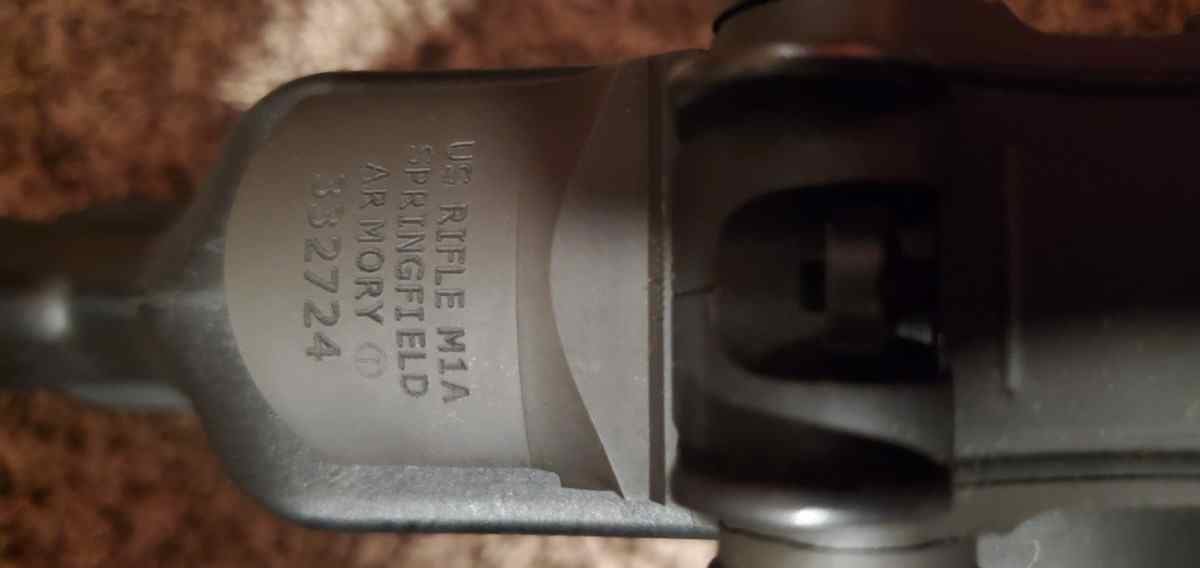 US RIFLE M1A
SPRINGFIELD
ARMORY Ⓣ
332724